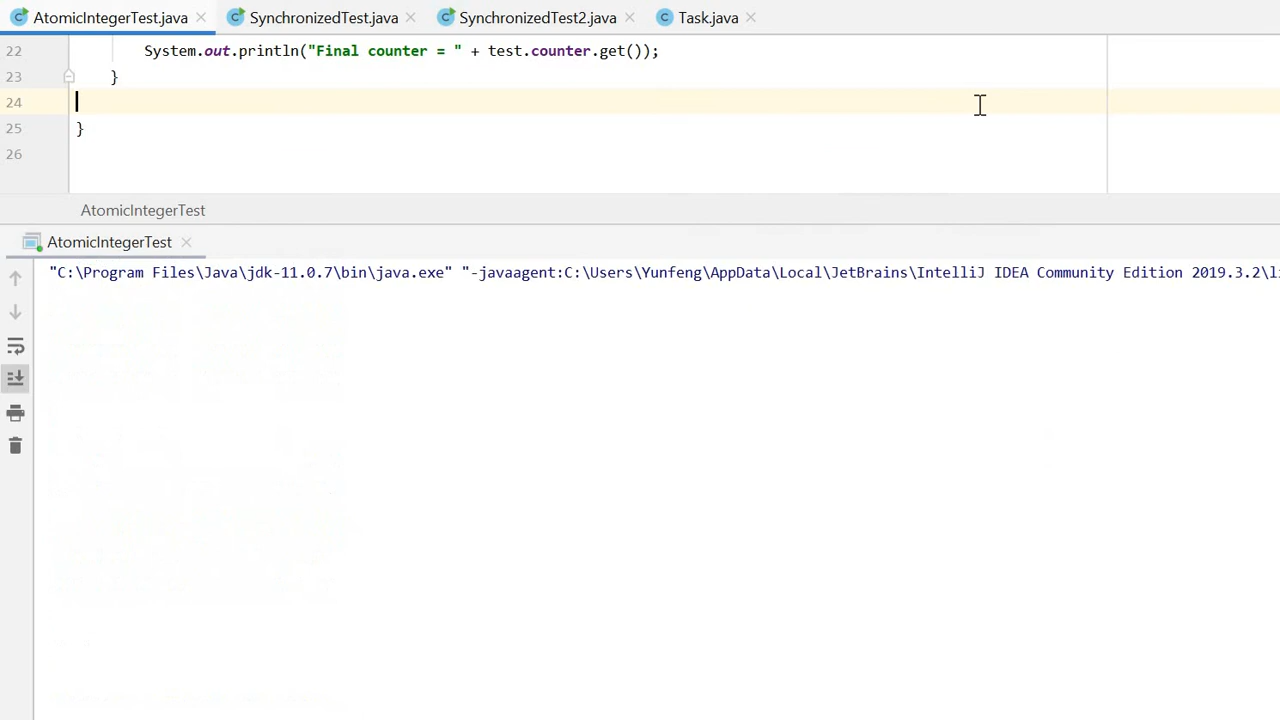 AtomicIntegerTest.java SynchronizedTest.java SynchronizedTest2.java Task.java
22 System.out.println("Final counter = " + test.counter.get());
23 }
24
25 }
26
AtomicIntegerTest
AtomicIntegerTest
"C:\Program Files\Java\jdk-11.0.7\bin\java.exe" "-javaagent:C:\Users\Yunfeng\AppData\Local\JetBrains\IntelliJ IDEA Community Edition 2019.3.2\li